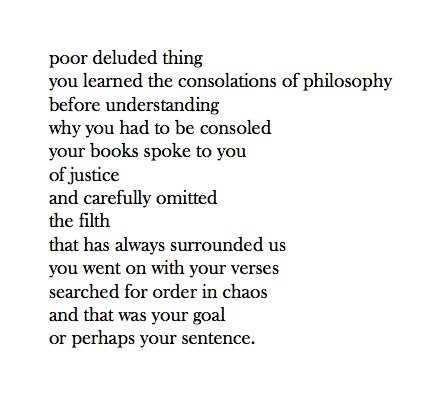 poor deluded thing
you learned the consolations of philosophy
before understanding
why you had to be consoled
your books spoke to you
of justice
and carefully omitted
the filth
that has always surrounded us
you went on with your verses
searched for order in chaos
and that was your goal
or perhaps your sentence.